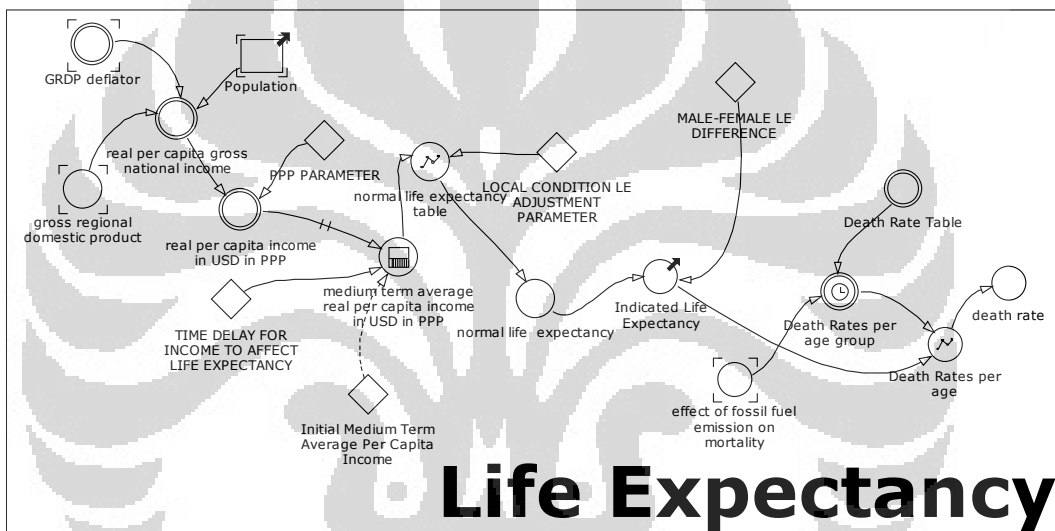 GRDP deflator
Population
real per capita gross
national income
gross regional
domestic product
PPP PARAMETER
real per capita income
in USD in PPP
normal life expectancy
table
LOCAL CONDITION LE
ADJUSTMENT
PARAMETER
MALE-FEMALE LE
DIFFERENCE
Death Rate Table
medium term average
real per capita income
in USD in PPP
TIME DELAY FOR
INCOME TO AFFECT
LIFE EXPECTANCY
Initial Medium Term
Average Per Capita
Income
normal life expectancy
Indicated Life
Expectancy
Death Rates per
age group
death rate
Death Rates per
age
effect of fossil fuel
emission on
mortality
Life Expectancy